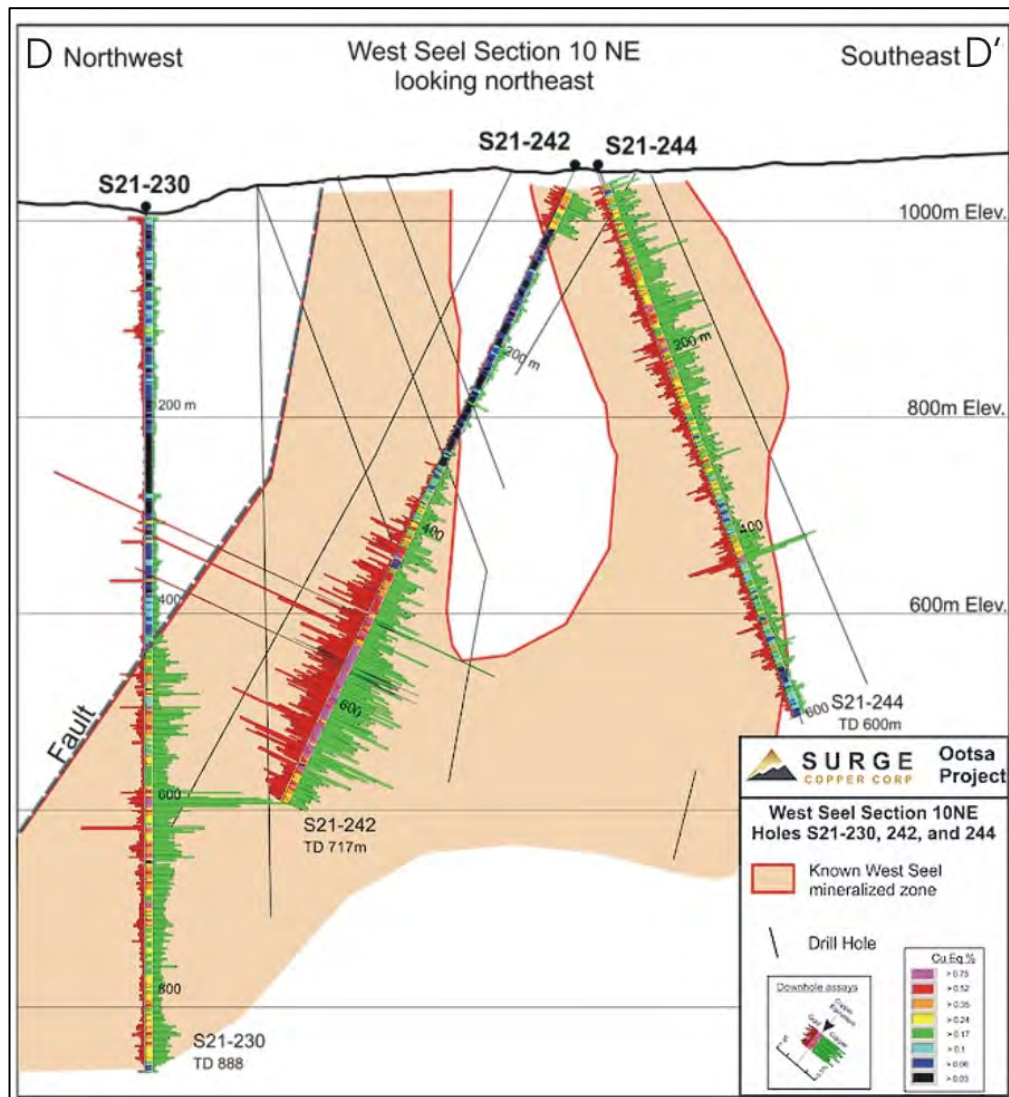 D Northwest
West Seel Section 10 NE
looking northeast
Southeast D'
S21-242
S21-244
S21-230
1000m Elev.
200 m
200 m
200 m
800m Elev.
400
400
400
600m Elev.
Fault
600
600
600
S21-244
TD 600m
S21-242
TD 717m
800
S21-230
TD 888
SURGE
COPPER CORP
Ootsa
Project
West Seel Section 10NE
Holes S21-230, 242, and 244
Known West Seel
mineralized zone
Drill Hole
Downhole assays
Copper
Equivalent
Gold
Copper
Cu.Eq.%
> 0.75
> 0.52
> 0.35
> 0.24
> 0.17
> 0.1
> 0.06
> 0.03